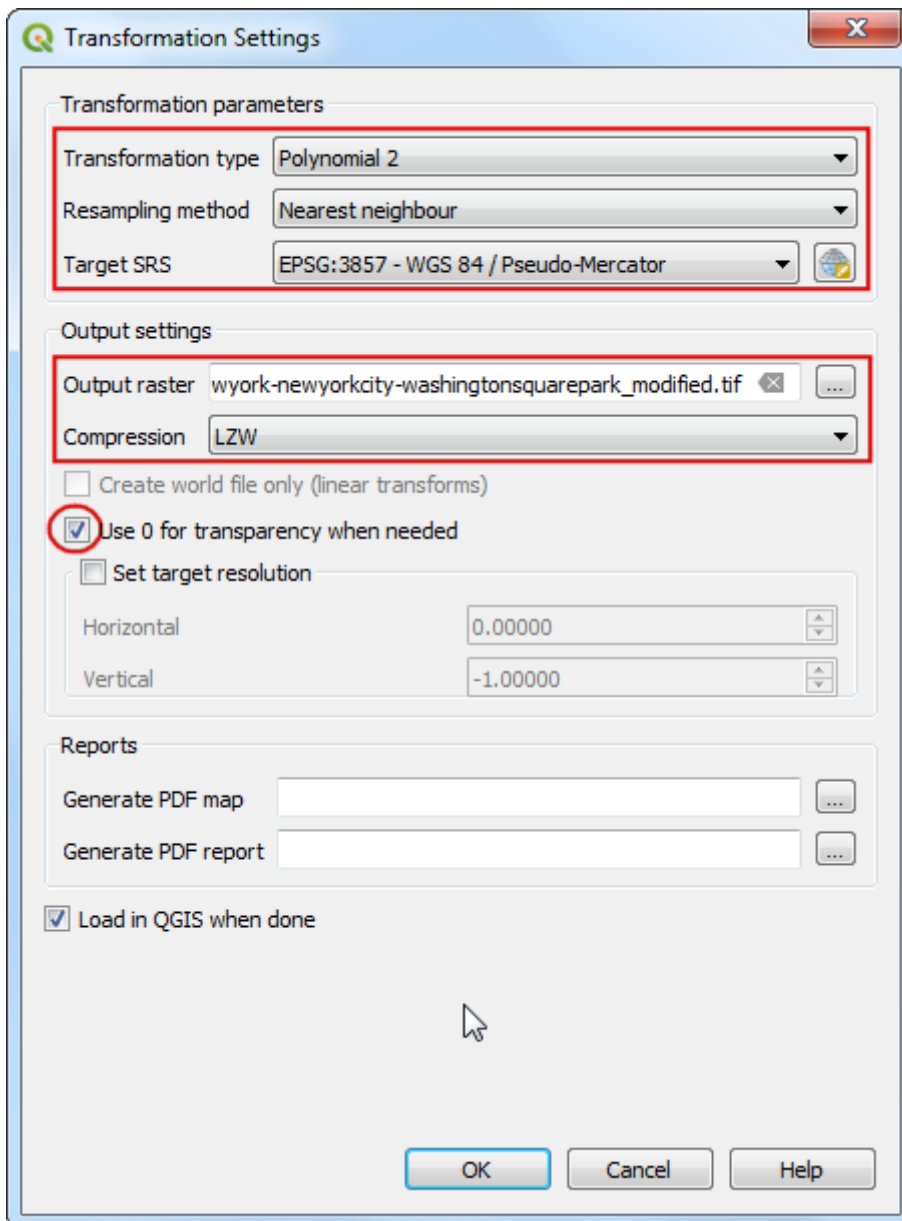 Transformation Settings
Transformation parameters
Transformation type Polynomial 2
Resampling method Nearest neighbour
Target SRS EPSG:3857 - WGS 84 / Pseudo-Mercator
Output settings
Output raster wyork-newyorkcity-washingtonsquarepark_modified.tif ...
Compression LZW
Create world file only (linear transforms)
Use 0 for transparency when needed
Set target resolution
Horizontal 0.00000
Vertical -1.00000
Reports
Generate PDF map ...
Generate PDF report ...
Load in QGIS when done
OK Cancel Help